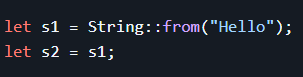 let s1 = String::from("Hello");
let s2 = s1;